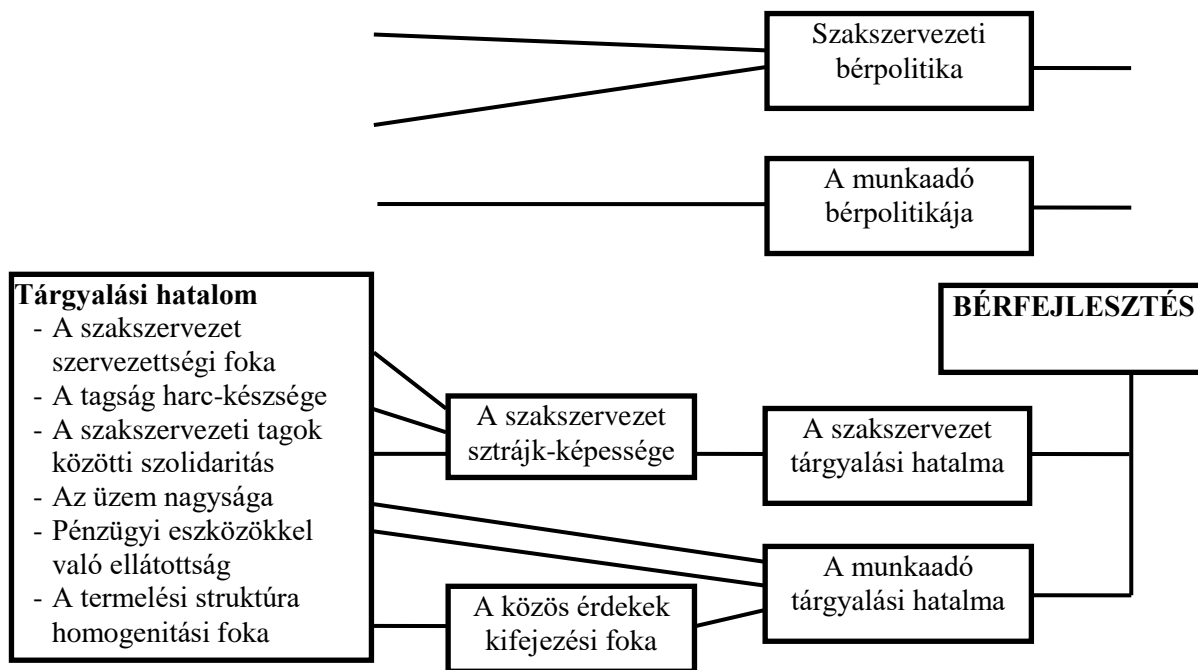 Szakszervezeti
bérpolitika
A munkaadó
bérpolitikája
Tárgyalási hatalom
- A szakszervezet
szervezettségi foka
- A tagság harc-készsége
- A szakszervezeti tagok
közötti szolidaritás
- Az üzem nagysága
- Pénzügyi eszközökkel
való ellátottság
- A termelési struktúra
homogenitási foka
BÉRFEJLESZTÉS
A szakszervezet
sztrájk-képessége
A szakszervezet
tárgyalási hatalma
A közös érdekek
kifejezési foka
A munkaadó
tárgyalási hatalma